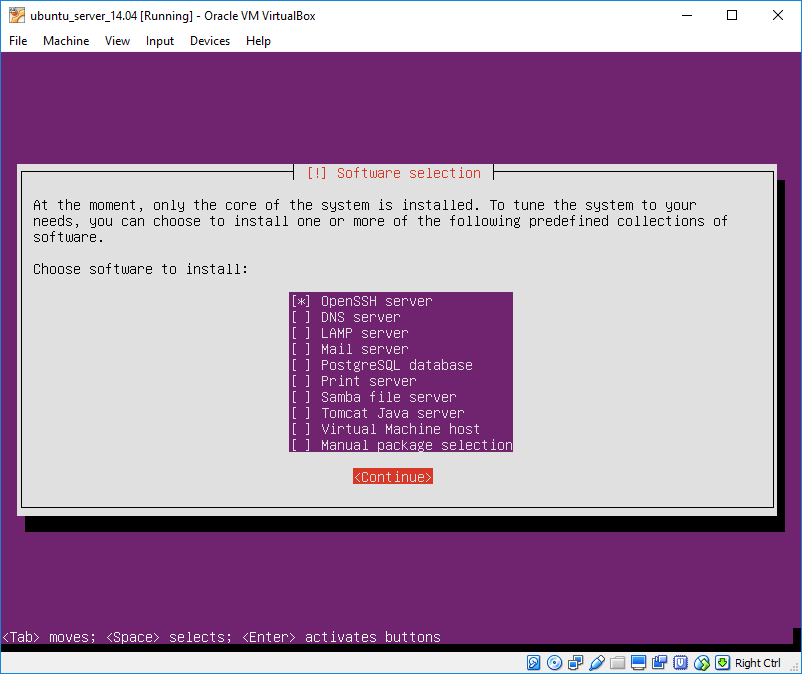 ubuntu_server_14.04 [Running] - Oracle VM VirtualBox
File Machine View Input Devices Help
[!] Software selection
At the moment, only the core of the system is installed. To tune the system to your
needs, you can choose to install one or more of the following predefined collections of
software.
Choose software to install:
[*] OpenSSH server
[ ] DNS server
[ ] LAMP server
[ ] Mail server
[ ] PostgreSQL database
[ ] Print server
[ ] Samba file server
[ ] Tomcat Java server
[ ] Virtual Machine host
[ ] Manual package selection
<Continue>
<Tab> moves; <Space> selects; <Enter> activates buttons
Right Ctrl